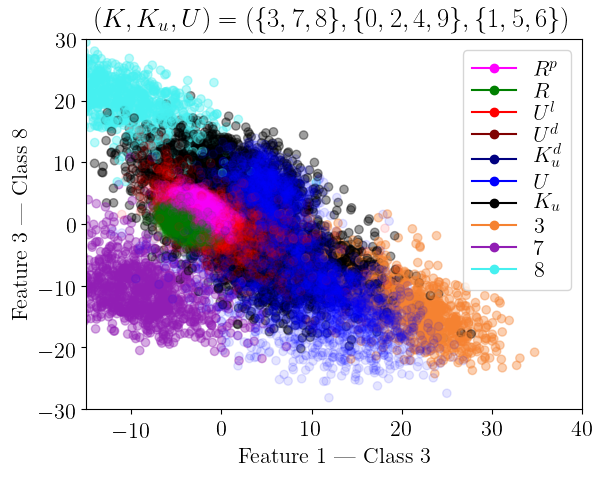 (K, K_u, U) = ({3, 7, 8}, {0, 2, 4, 9}, {1, 5, 6})
30
20
10
0
−10
−20
−30
Feature 3 — Class 8
R^p
R
U^l
U^d
K_u^d
U
K_u
3
7
8
−10
0
10
20
30
40
Feature 1 — Class 3